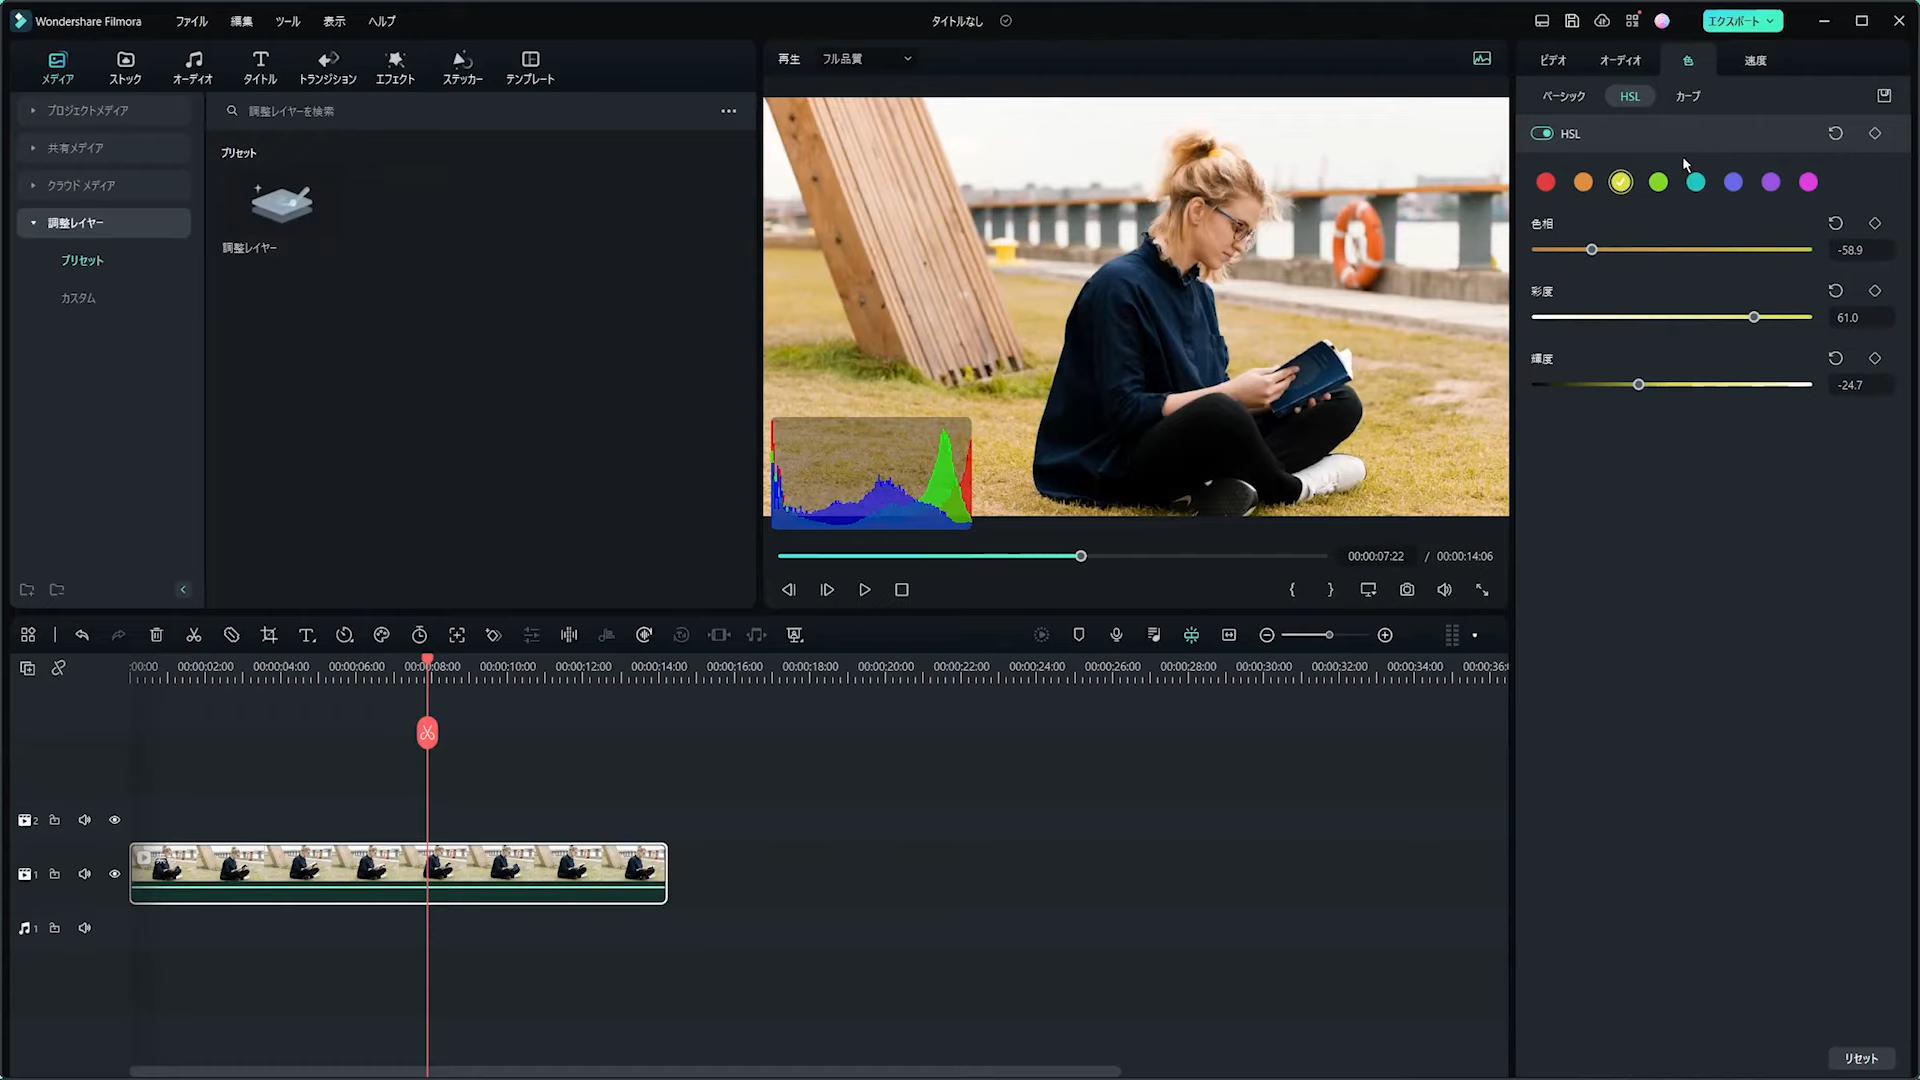 Wondershare Filmora
ファイル
編集
ツール
表示
ヘルプ
タイトルなし
エクスポート
メディア
ストック
オーディオ
タイトル
トランジション
エフェクト
ステッカー
テンプレート
再生
フル品質
ビデオ
オーディオ
色
速度
プロジェクトメディア
共有メディア
クラウド メディア
調整レイヤー
プリセット
カスタム
調整レイヤーを検索
プリセット
調整レイヤー
ベーシック
HSL
カーブ
HSL
色相
-58.9
彩度
61.0
輝度
-24.7
00:00:07:22 / 00:00:14:06
:00:00
00:00:02:00
00:00:04:00
00:00:06:00
00:00:08:00
00:00:10:00
00:00:12:00
00:00:14:00
00:00:16:00
00:00:18:00
00:00:20:00
00:00:22:00
00:00:24:00
00:00:26:00
00:00:28:00
00:00:30:00
00:00:32:00
00:00:34:00
00:00:36:0
2
1
1
リセット